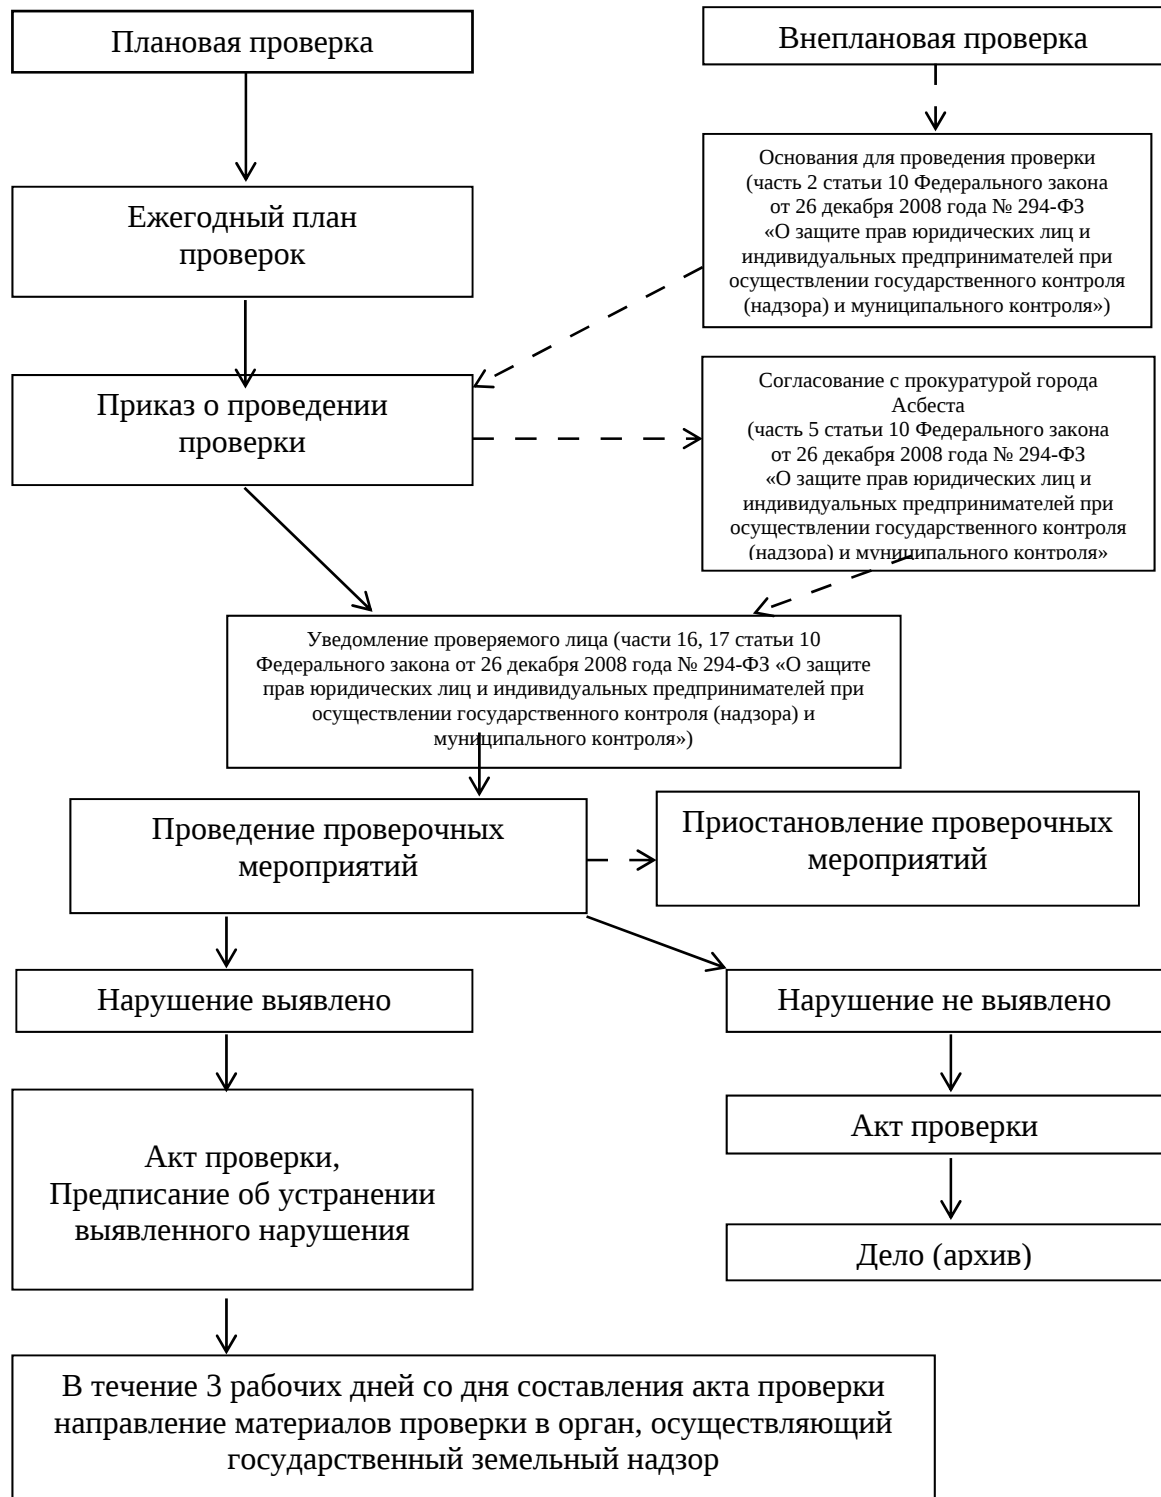 Плановая проверка
Внеплановая проверка
Основания для проведения проверки
(часть 2 статьи 10 Федерального закона
от 26 декабря 2008 года № 294-ФЗ
«О защите прав юридических лиц и
индивидуальных предпринимателей при
осуществлении государственного контроля
(надзора) и муниципального контроля»)
Ежегодный план
проверок
Приказ о проведении
проверки
Согласование с прокуратурой города
Асбеста
(часть 5 статьи 10 Федерального закона
от 26 декабря 2008 года № 294-ФЗ
«О защите прав юридических лиц и
индивидуальных предпринимателей при
осуществлении государственного контроля
(надзора) и муниципального контроля»
Уведомление проверяемого лица (части 16, 17 статьи 10
Федерального закона от 26 декабря 2008 года № 294-ФЗ «О защите
прав юридических лиц и индивидуальных предпринимателей при
осуществлении государственного контроля (надзора) и
муниципального контроля»)
Проведение проверочных
мероприятий
Приостановление проверочных
мероприятий
Нарушение выявлено
Нарушение не выявлено
Акт проверки,
Предписание об устранении
выявленного нарушения
Акт проверки
Дело (архив)
В течение 3 рабочих дней со дня составления акта проверки
направление материалов проверки в орган, осуществляющий
государственный земельный надзор